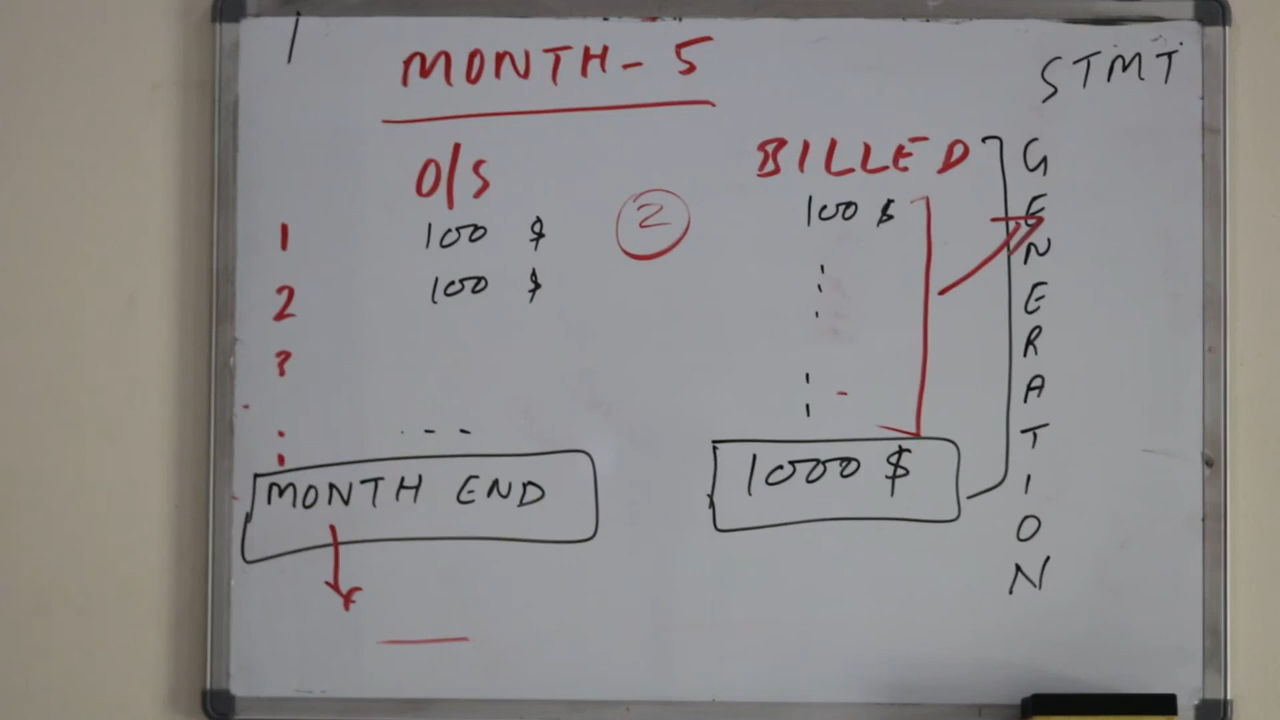 STMT
MONTH - 5
O/S
BILLED
GENERATION
1 100 $
2 100 $
3
2
100 $
MONTH END
1000 $